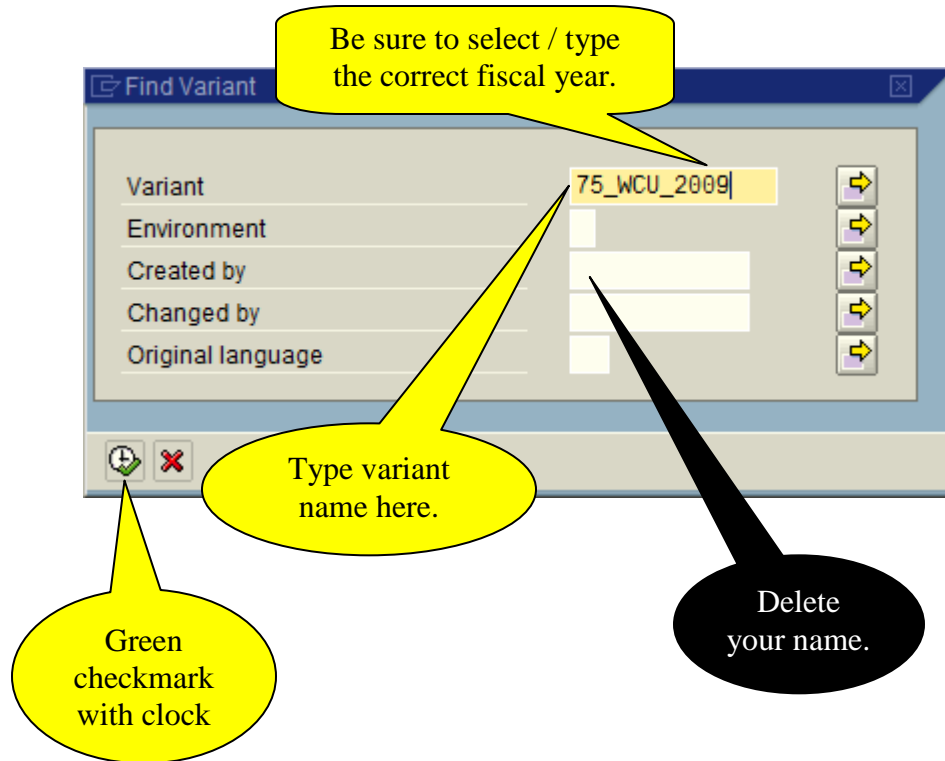 Be sure to select / type
the correct fiscal year.
Find Variant
Variant
75_WCU_2009
Environment
Created by
Changed by
Original language
Type variant
name here.
Delete
your name.
Green
checkmark
with clock